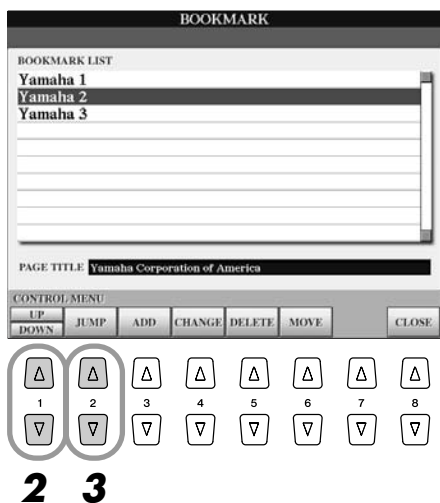 BOOKMARK
BOOKMARK LIST
Yamaha 1
Yamaha 2
Yamaha 3
PAGE TITLE Yamaha Corporation of America
CONTROL MENU
UP
DOWN JUMP ADD CHANGE DELETE MOVE CLOSE
1 2 3 4 5 6 7 8
2 3